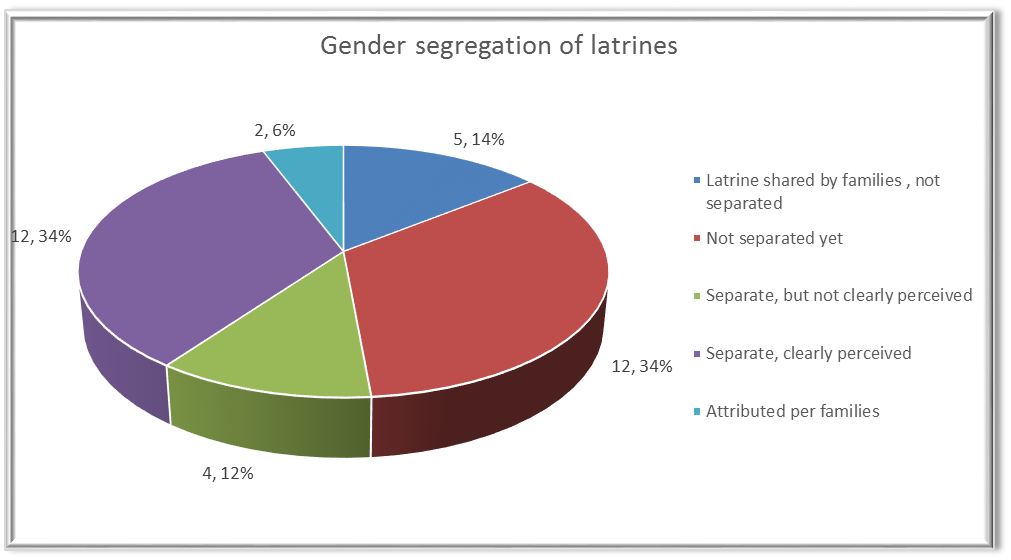 Gender segregation of latrines
2, 6%
5, 14%
12, 34%
12, 34%
4, 12%
Latrine shared by families , not
separated
Not separated yet
Separate, but not clearly perceived
Separate, clearly perceived
Attributed per families